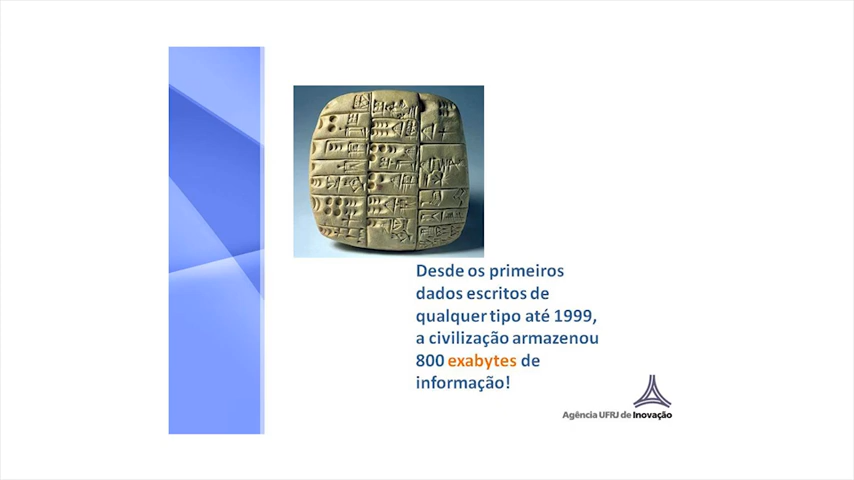 Desde os primeiros
dados escritos de
qualquer tipo até 1999,
a civilização armazenou
800 exabytes de
informação!
Agência UFRJ de Inovação